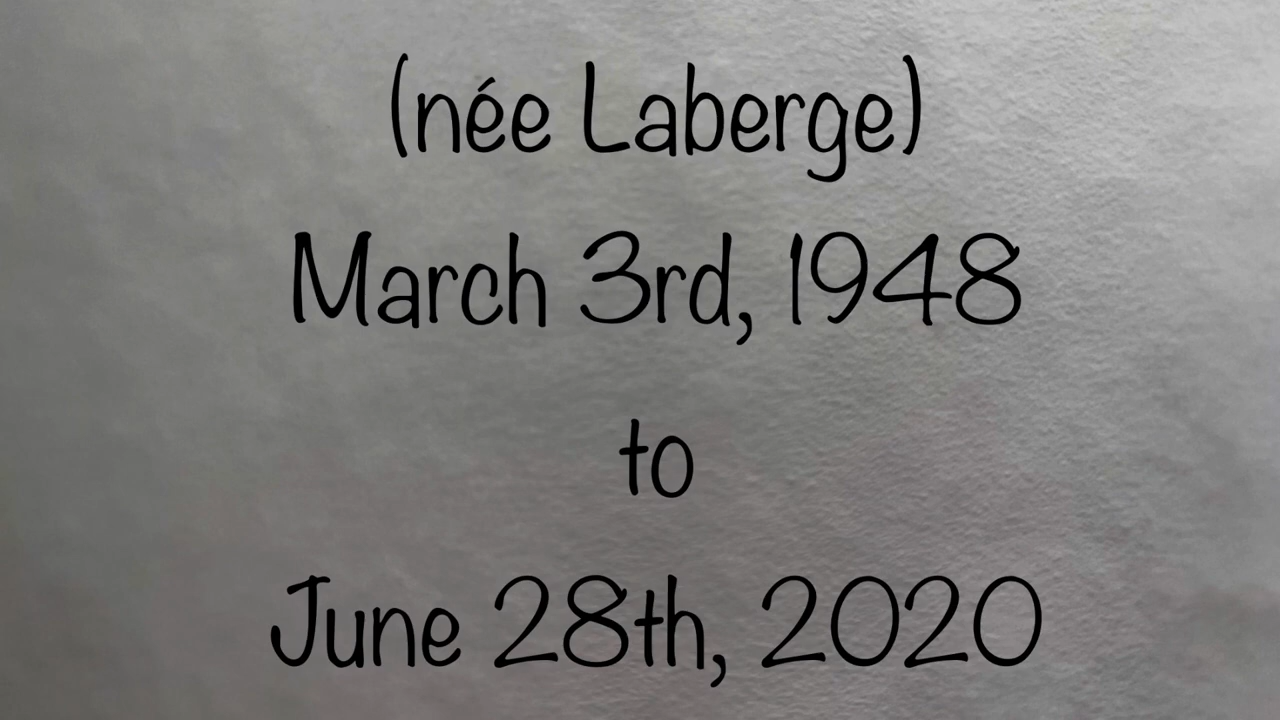 (née Laberge)
March 3rd, 1948
to
June 28th, 2020